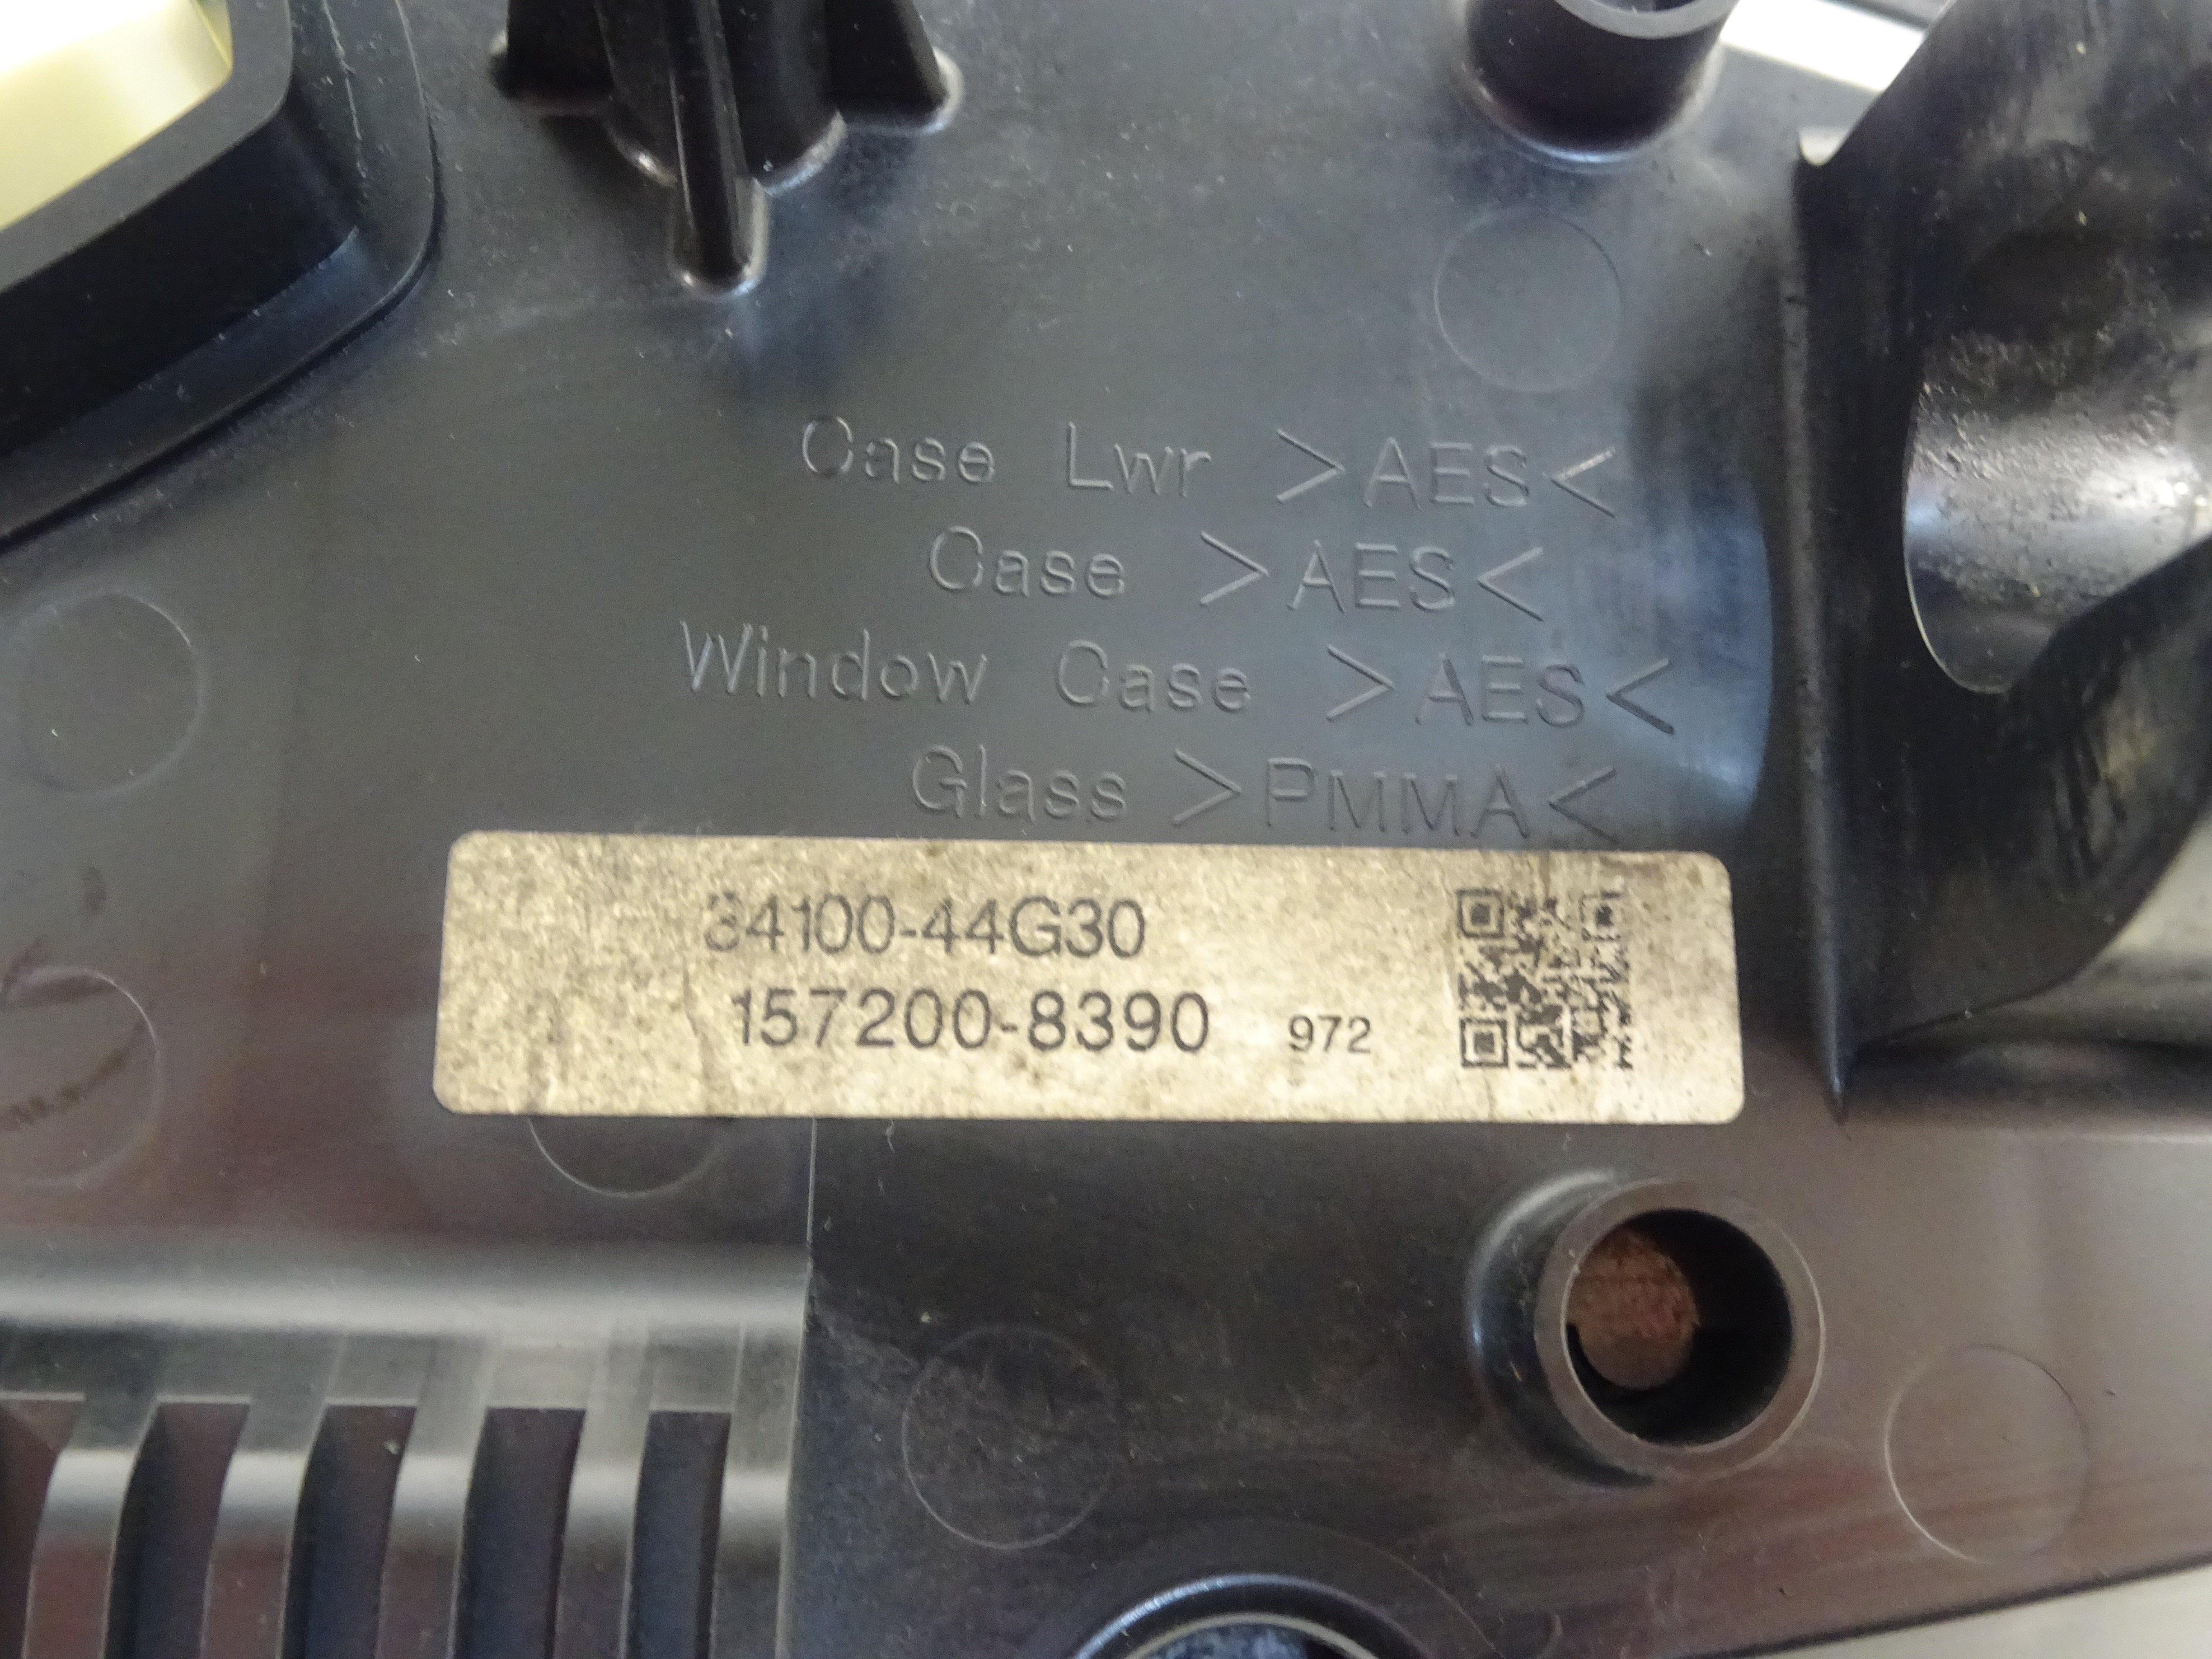 Case Lwr >AES<
Case >AES<
Window Case >AES<
Glass >PMMA<
34100-44G30
157200-8390 972